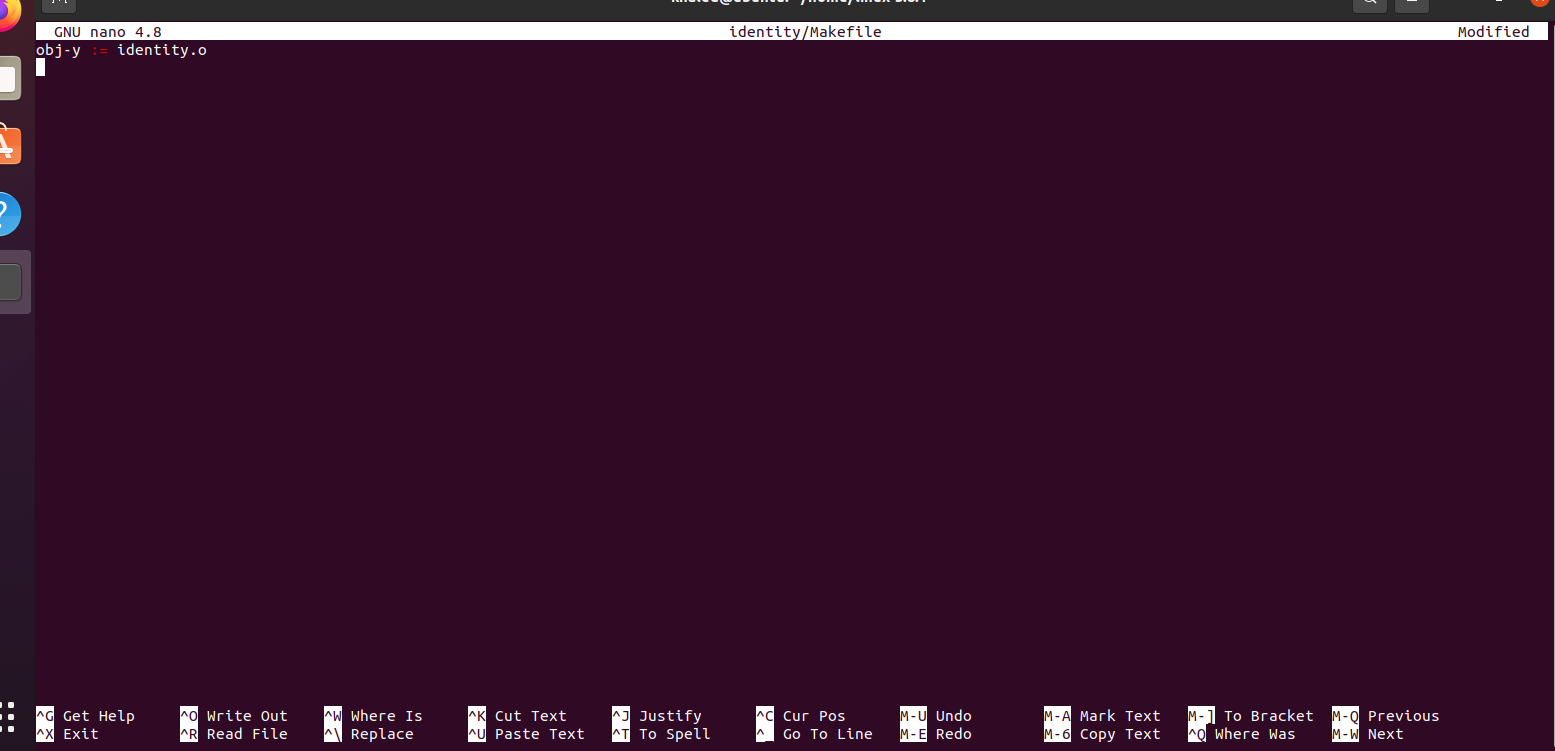 GNU nano 4.8 identity/Makefile Modified
obj-y := identity.o
^G Get Help ^O Write Out ^W Where Is ^K Cut Text ^J Justify ^C Cur Pos M-U Undo M-A Mark Text M-] To Bracket M-Q Previous
^X Exit ^R Read File ^\ Replace ^U Paste Text ^T To Spell ^_ Go To Line M-E Redo M-6 Copy Text ^Q Where Was M-W Next